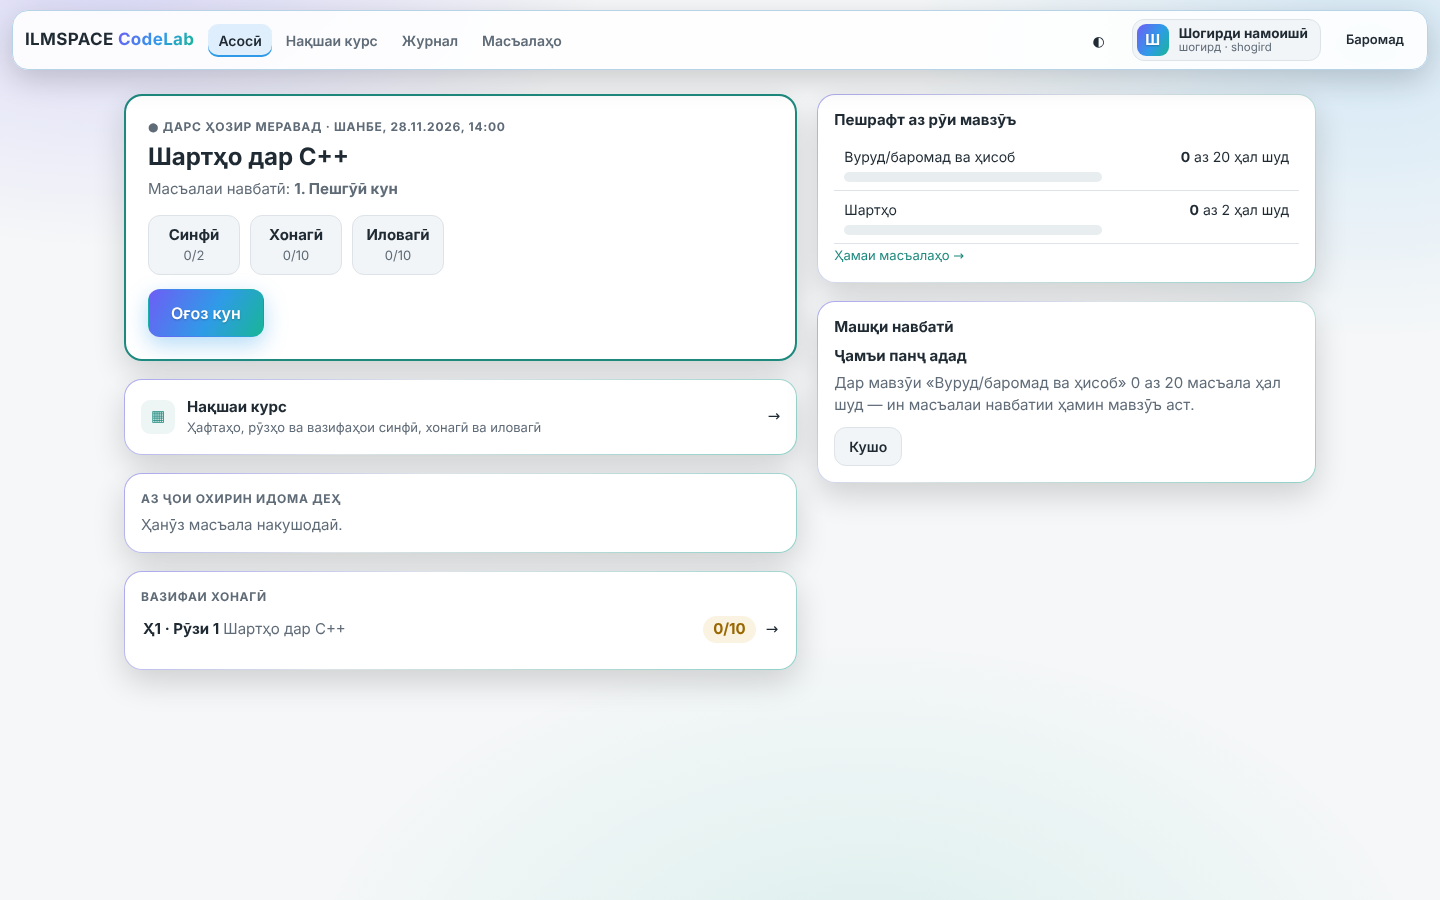 ILMSPACE CodeLab
Асосӣ
Нақшаи курс
Журнал
Масъалаҳо
Ш
Шогирди намоишӣ
шогирд · shogird
Баромад
ДАРС ҲОЗИР МЕРАВАД · ШАНБЕ, 28.11.2026, 14:00
Шартҳо дар C++
Масъалаи навбатӣ: 1. Пешгӯӣ кун
Синфӣ
0/2
Хонагӣ
0/10
Иловагӣ
0/10
Оғоз кун
Нақшаи курс
Ҳафтаҳо, рӯзҳо ва вазифаҳои синфӣ, хонагӣ ва иловагӣ
→
АЗ ҶОИ ОХИРИН ИДОМА ДЕҲ
Ҳанӯз масъала накушодаӣ.
ВАЗИФАИ ХОНАГӢ
Ҳ1 · Рӯзи 1 Шартҳо дар C++
0/10 →
Пешрафт аз рӯи мавзӯъ
Вуруд/баромад ва ҳисоб
0 аз 20 ҳал шуд
Шартҳо
0 аз 2 ҳал шуд
Ҳамаи масъалаҳо →
Машқи навбатӣ
Ҷамъи панҷ адад
Дар мавзӯи «Вуруд/баромад ва ҳисоб» 0 аз 20 масъала ҳал
шуд — ин масъалаи навбатии ҳамин мавзӯъ аст.
Кушо